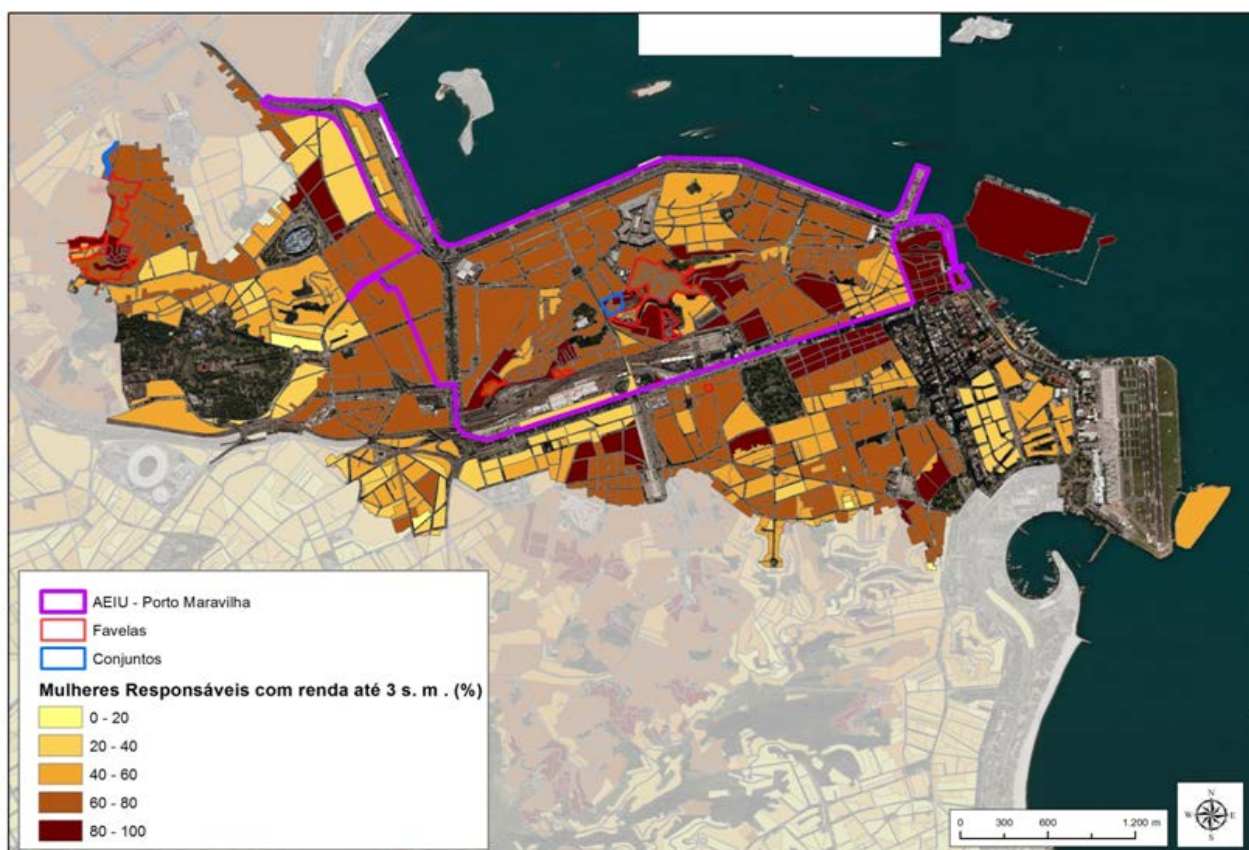 AEIU - Porto Maravilha
Favelas
Conjuntos
Mulheres Responsáveis com renda até 3 s. m . (%)
0 - 20
20 - 40
40 - 60
60 - 80
80 - 100
0 300 600 1.200 m
N
W E
S